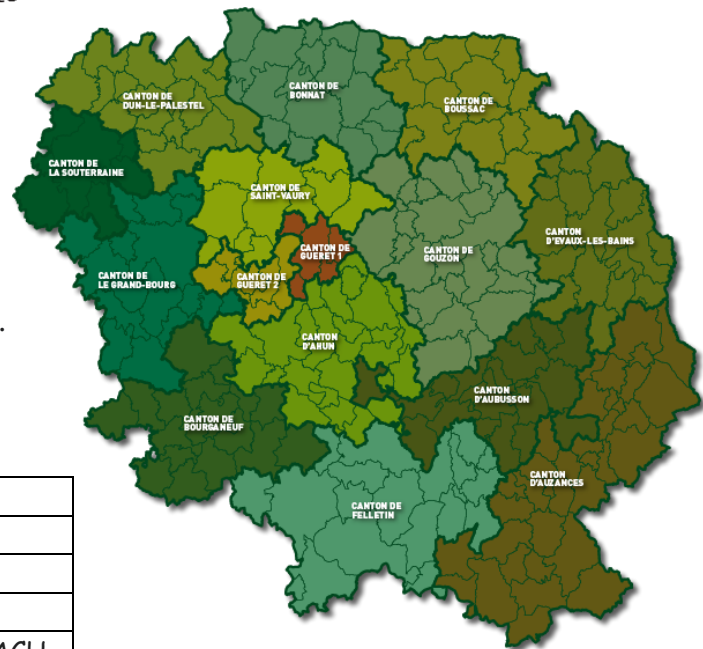 CANTON DE
BONNAT
CANTON DE
DUN-LE-PALESTEL
CANTON DE
BOUSSAC
CANTON DE
LA SOUTERRAINE
CANTON DE
SAINT-VAURY
CANTON
D'EVAUX-LES-BAINS
CANTON DE
GUERET 1
CANTON DE
GOUZON
CANTON DE
LE GRAND-BOURG
CANTON DE
GUERET 2
CANTON
D'AHUN
CANTON
D'AUBUSSON
CANTON DE
BOURGANEUF
CANTON
D'AUZANCES
CANTON DE
FELLETIN